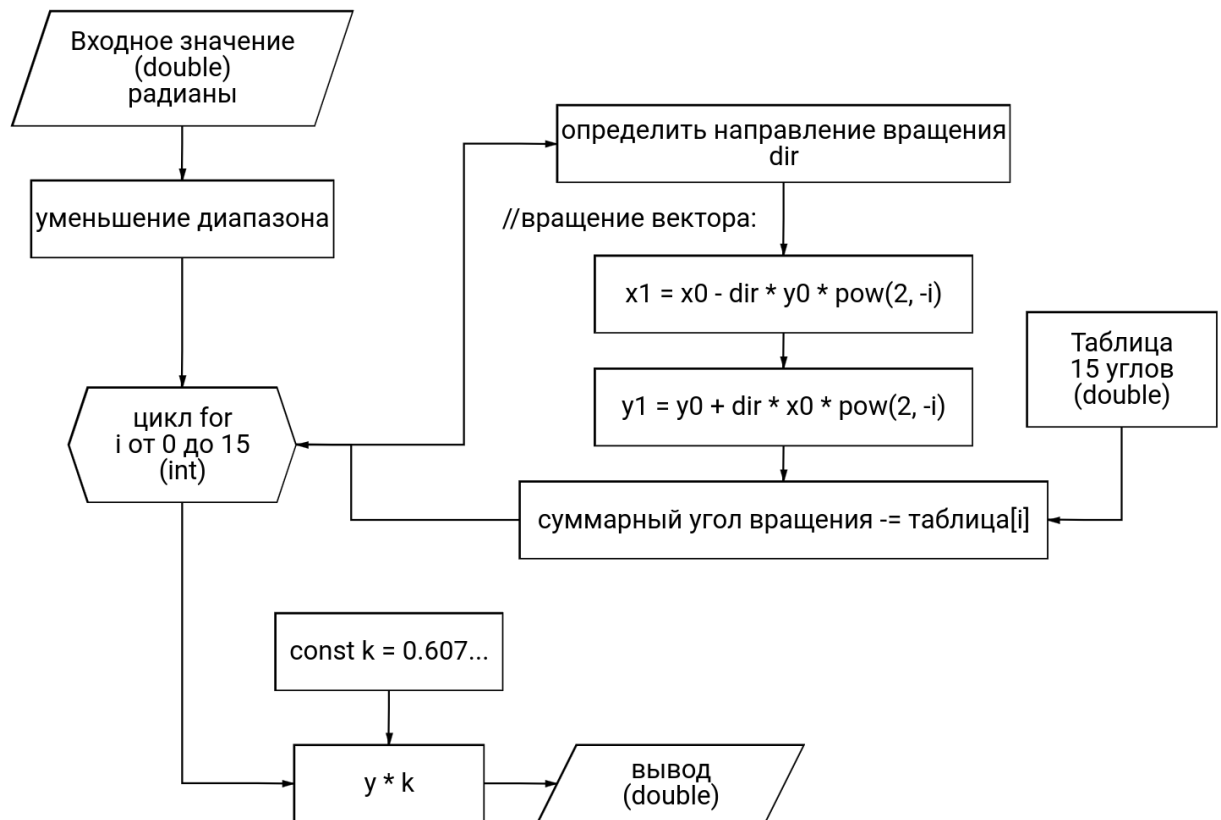 Входное значение
(double)
радианы
уменьшение диапазона
цикл for
i от 0 до 15
(int)
определить направление вращения
dir
//вращение вектора:
x1 = x0 - dir * y0 * pow(2, -i)
y1 = y0 + dir * x0 * pow(2, -i)
суммарный угол вращения -= таблица[i]
Таблица
15 углов
(double)
const k = 0.607...
y * k
вывод
(double)